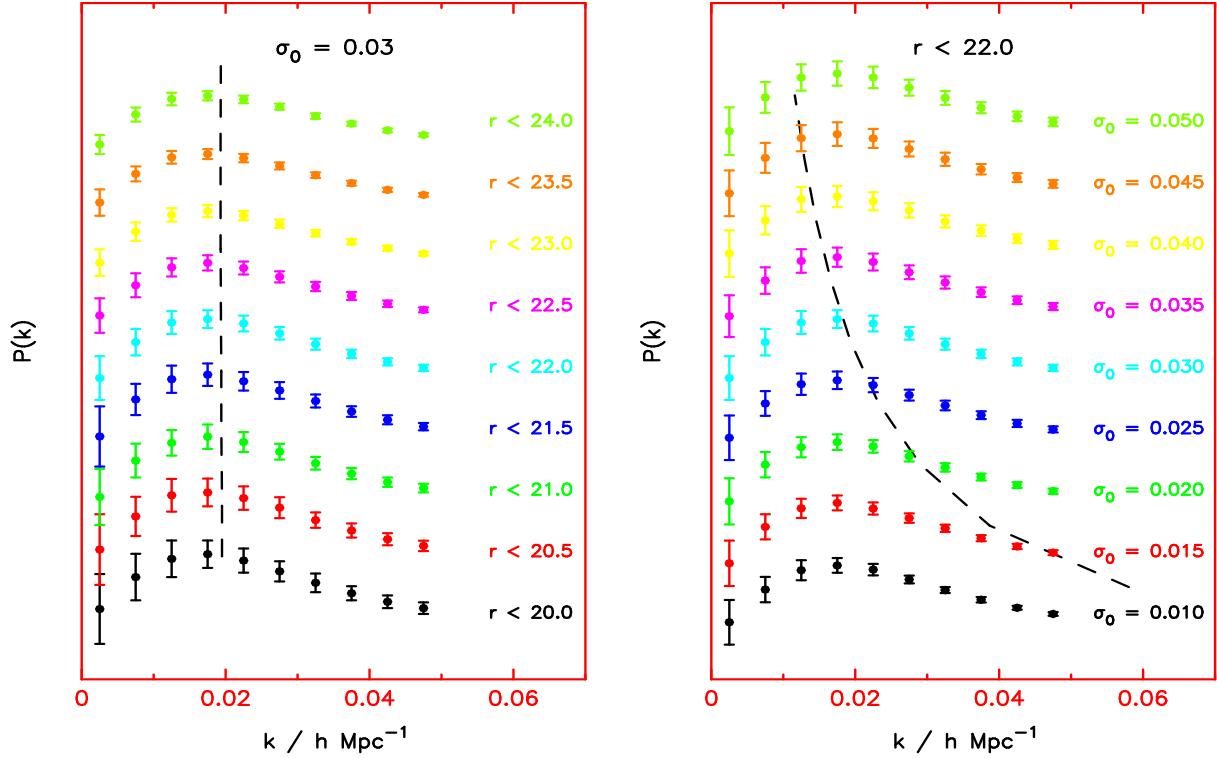 σ₀ = 0.03
r < 24.0
r < 23.5
r < 23.0
r < 22.5
r < 22.0
r < 21.5
r < 21.0
r < 20.5
r < 20.0
P(k)
0 0.02 0.04 0.06
k / h Mpc⁻¹
r < 22.0
σ₀ = 0.050
σ₀ = 0.045
σ₀ = 0.040
σ₀ = 0.035
σ₀ = 0.030
σ₀ = 0.025
σ₀ = 0.020
σ₀ = 0.015
σ₀ = 0.010
P(k)
0 0.02 0.04 0.06
k / h Mpc⁻¹